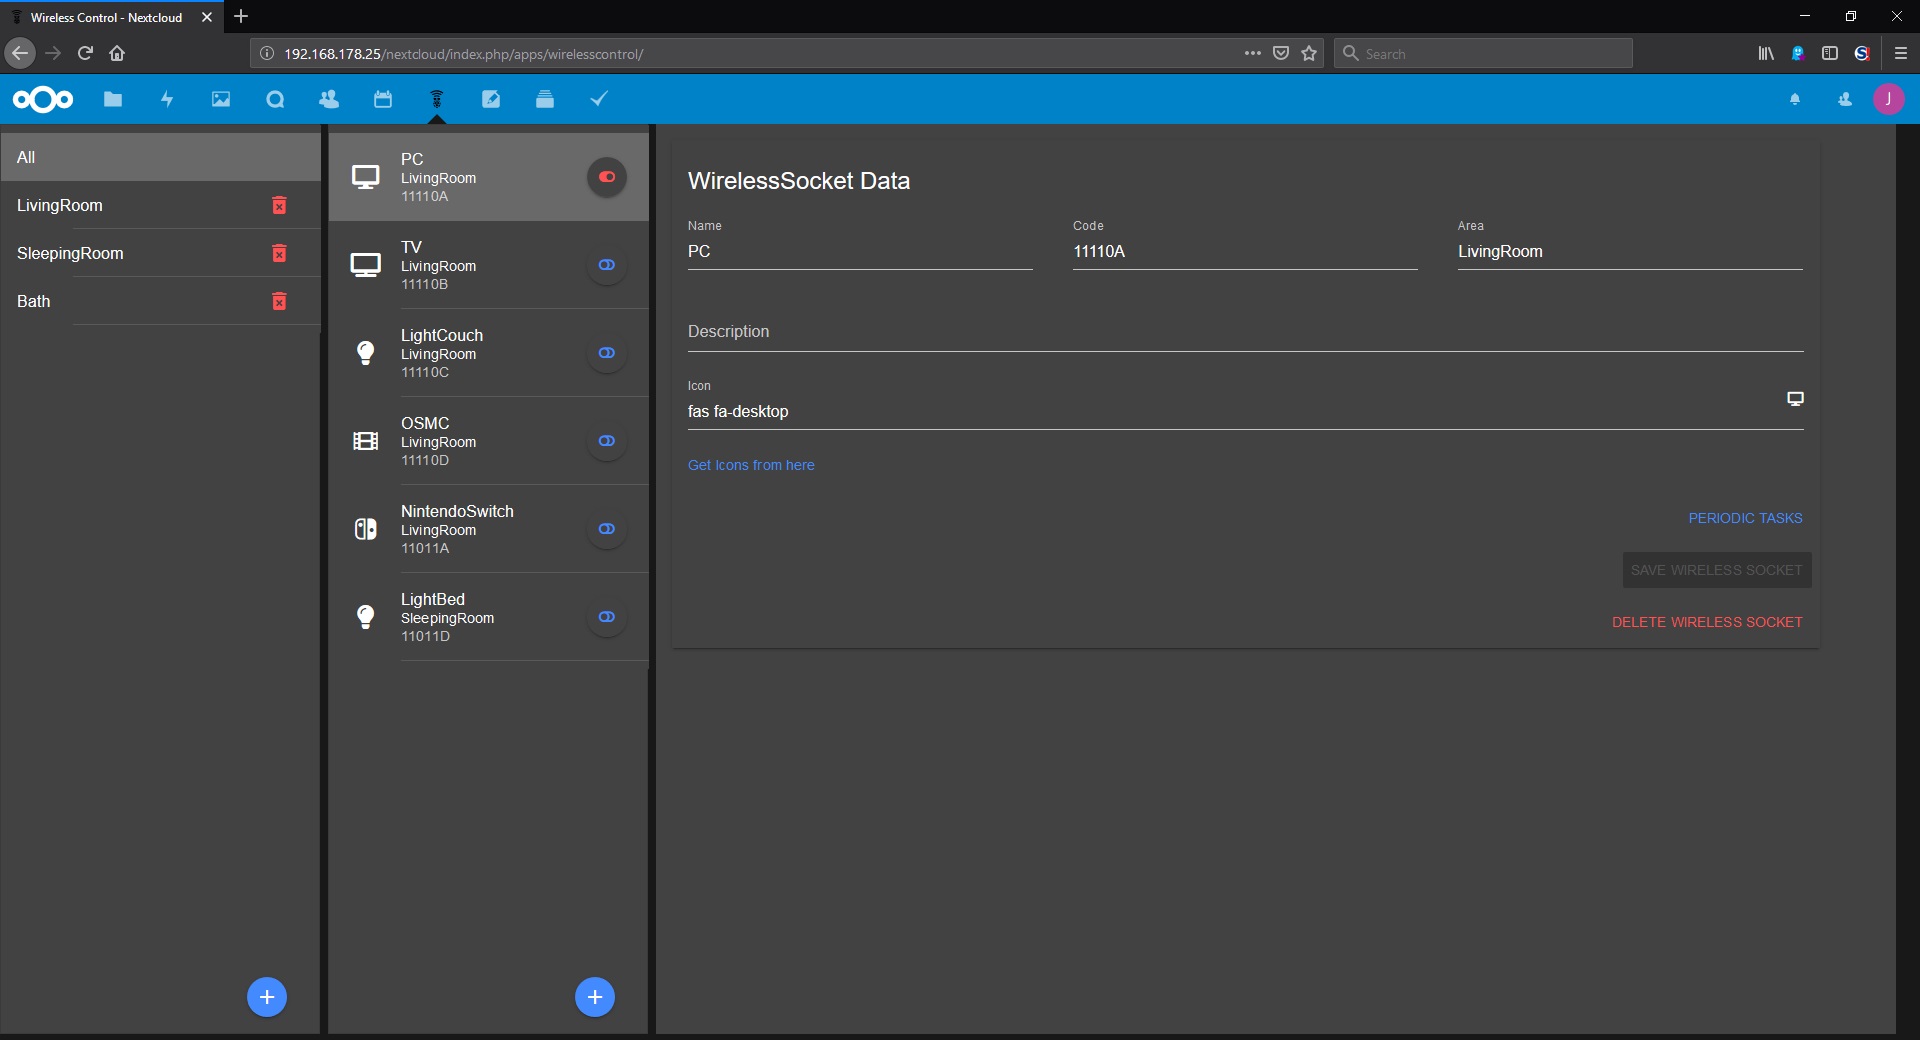 Wireless Control - Nextcloud
192.168.178.25/nextcloud/index.php/apps/wirelesscontrol/
Search
J
All
LivingRoom
SleepingRoom
Bath
PC
LivingRoom
11110A
TV
LivingRoom
11110B
LightCouch
LivingRoom
11110C
OSMC
LivingRoom
11110D
NintendoSwitch
LivingRoom
11011A
LightBed
SleepingRoom
11011D
WirelessSocket Data
Name
PC
Code
11110A
Area
LivingRoom
Description
Icon
fas fa-desktop
Get Icons from here
PERIODIC TASKS
SAVE WIRELESS SOCKET
DELETE WIRELESS SOCKET